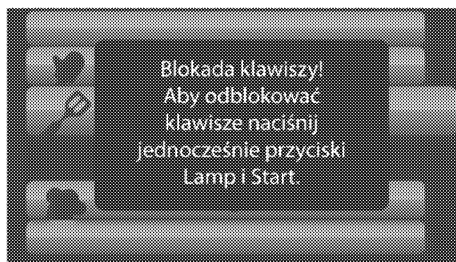 Blokada klawiszy!
Aby odblokować
klawisze naciśnij
jednocześnie przyciski
Lamp i Start.